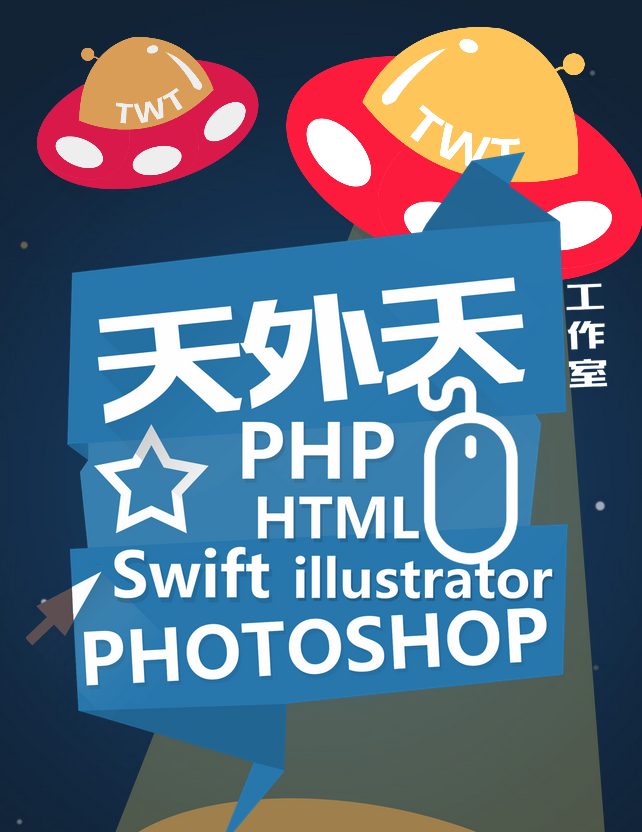 TWT
TWT
天外天
工作室
PHP
HTML
Swift illustrator
PHOTOSHOP